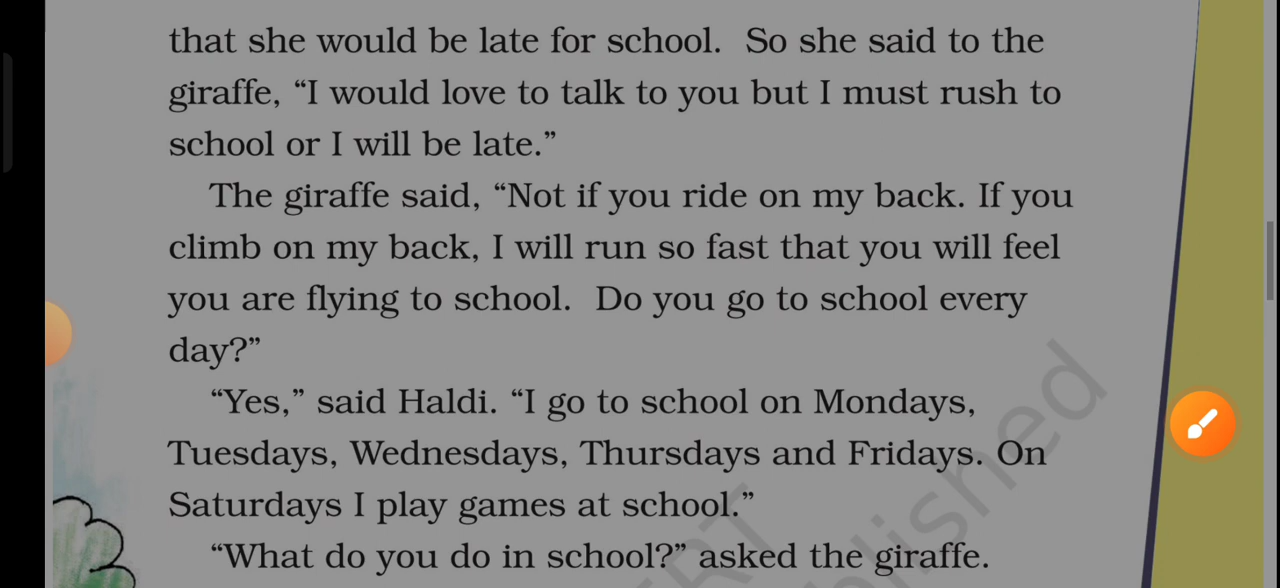 that she would be late for school. So she said to the
giraffe, “I would love to talk to you but I must rush to
school or I will be late.”
The giraffe said, “Not if you ride on my back. If you
climb on my back, I will run so fast that you will feel
you are flying to school. Do you go to school every
day?”
“Yes,” said Haldi. “I go to school on Mondays,
Tuesdays, Wednesdays, Thursdays and Fridays. On
Saturdays I play games at school.”
“What do you do in school?” asked the giraffe.